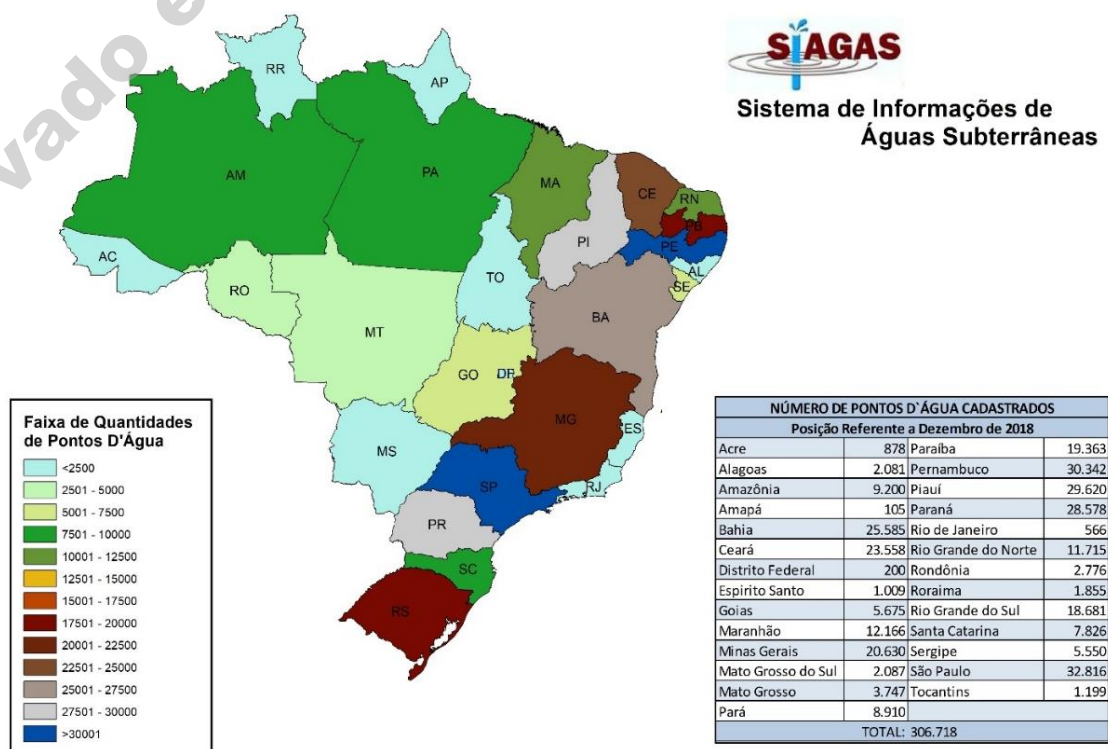 vado e
SIAGAS
Sistema de Informações de
Águas Subterrâneas
RR
AP
AM
PA
MA
CE
RN
PB
PE
PI
AL
SE
AC
RO
TO
BA
MT
GO
DF
MG
ES
MS
SP
RJ
PR
SC
RS
Faixa de Quantidades
de Pontos D'Água
<2500
2501 - 5000
5001 - 7500
7501 - 10000
10001 - 12500
12501 - 15000
15001 - 17500
17501 - 20000
20001 - 22500
22501 - 25000
25001 - 27500
27501 - 30000
>30001
NÚMERO DE PONTOS D`ÁGUA CADASTRADOS
Posição Referente a Dezembro de 2018
Acre 878 Paraíba 19.363
Alagoas 2.081 Pernambuco 30.342
Amazônia 9.200 Piauí 29.620
Amapá 105 Paraná 28.578
Bahia 25.585 Rio de Janeiro 566
Ceará 23.558 Rio Grande do Norte 11.715
Distrito Federal 200 Rondônia 2.776
Espirito Santo 1.009 Roraima 1.855
Goias 5.675 Rio Grande do Sul 18.681
Maranhão 12.166 Santa Catarina 7.826
Minas Gerais 20.630 Sergipe 5.550
Mato Grosso do Sul 2.087 São Paulo 32.816
Mato Grosso 3.747 Tocantins 1.199
Pará 8.910
TOTAL: 306.718